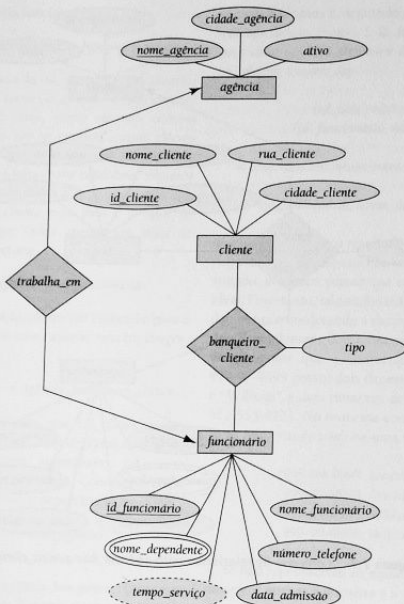 cidade_agência
nome_agência
ativo
agência
nome_cliente
rua_cliente
id_cliente
cidade_cliente
cliente
trabalha_em
banqueiro_
cliente
tipo
funcionário
id_funcionário
nome_funcionário
nome_dependente
número_telefone
tempo_serviço
data_admissão